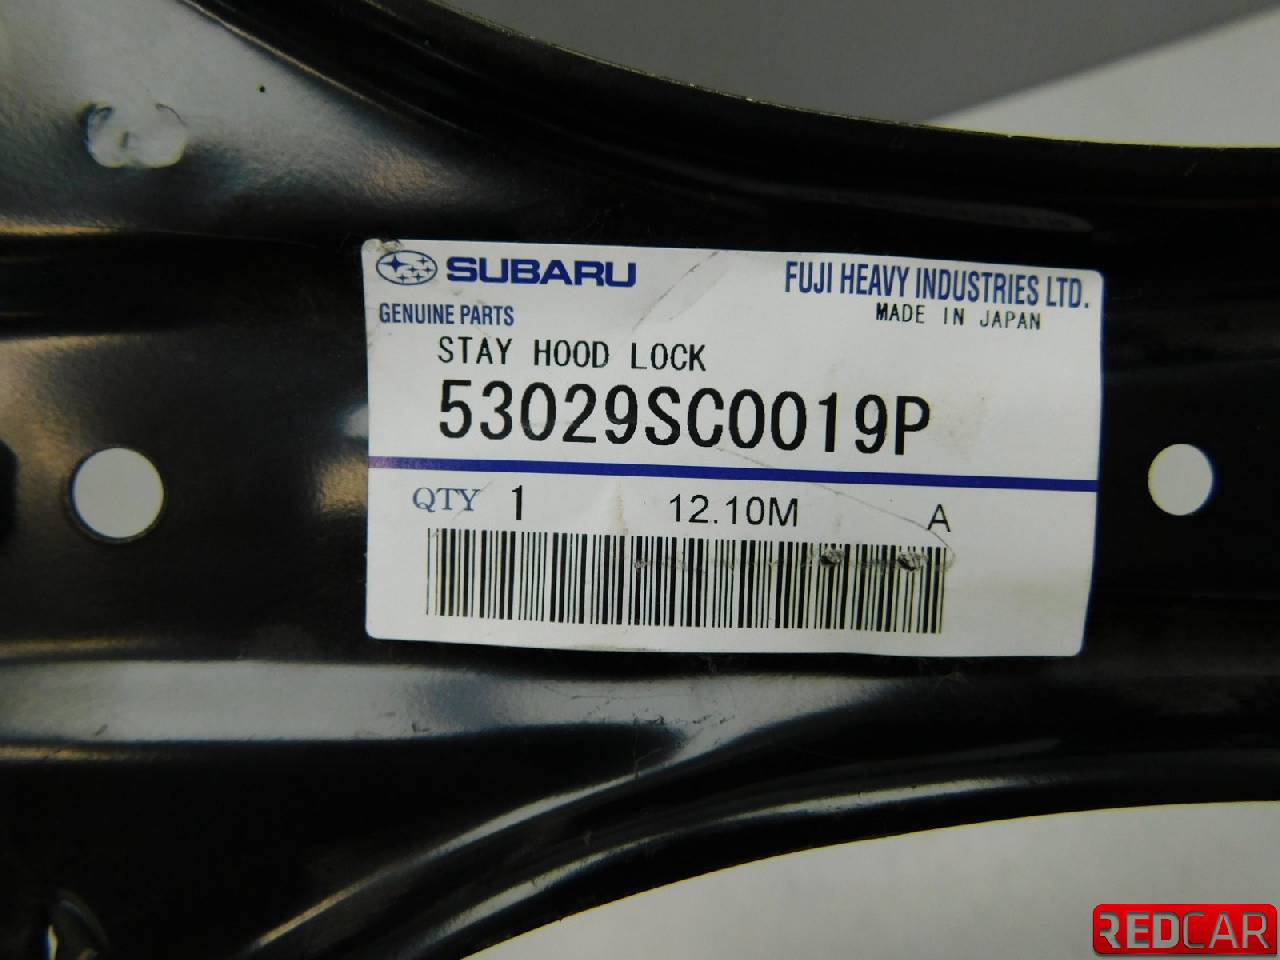 SUBARU
FUJI HEAVY INDUSTRIES LTD.
GENUINE PARTS
MADE IN JAPAN
STAY HOOD LOCK
53029SC0019P
QTY 1 12.10M A
REDCAR